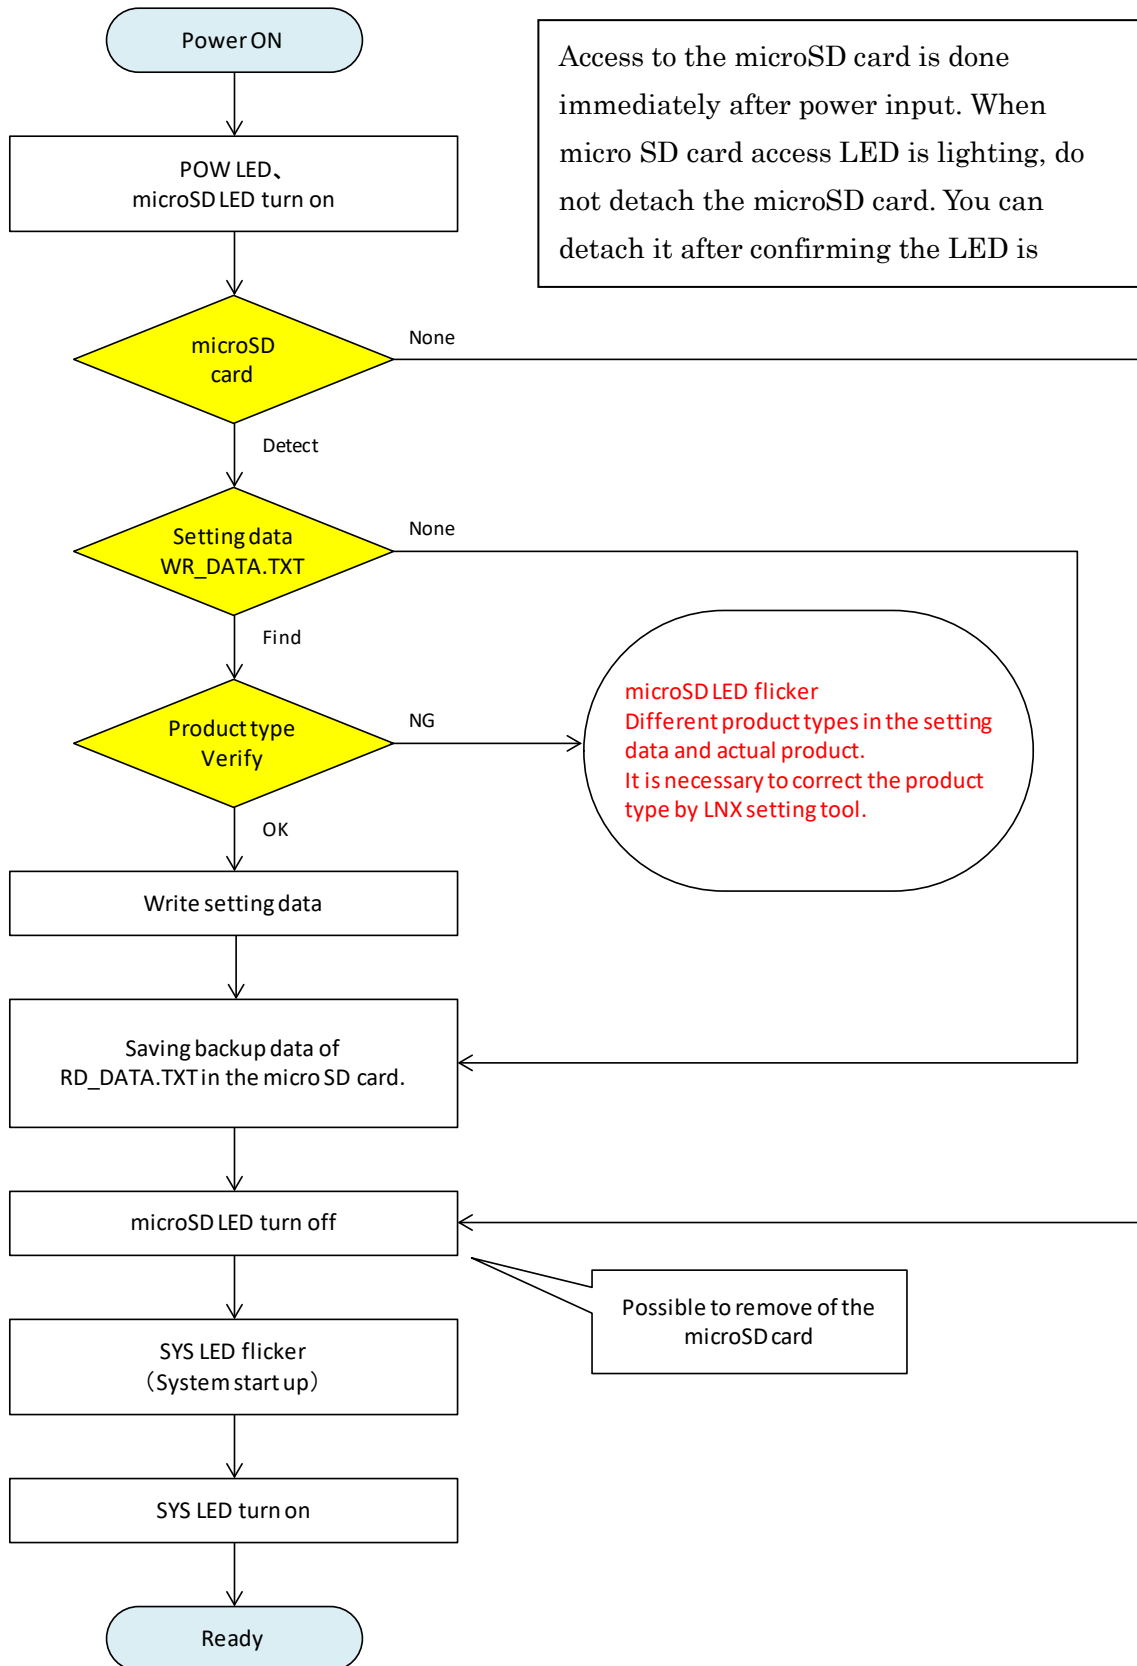 Power ON
Access to the microSD card is done
immediately after power input. When
micro SD card access LED is lighting, do
not detach the microSD card. You can
detach it after confirming the LED is
POW LED、
microSD LED turn on
microSD
card
None
Detect
Setting data
WR_DATA.TXT
None
Find
Product type
Verify
NG
microSD LED flicker
Different product types in the setting
data and actual product.
It is necessary to correct the product
type by LNX setting tool.
OK
Write setting data
Saving backup data of
RD_DATA.TXT in the micro SD card.
microSD LED turn off
Possible to remove of the
microSD card
SYS LED flicker
（System start up）
SYS LED turn on
Ready